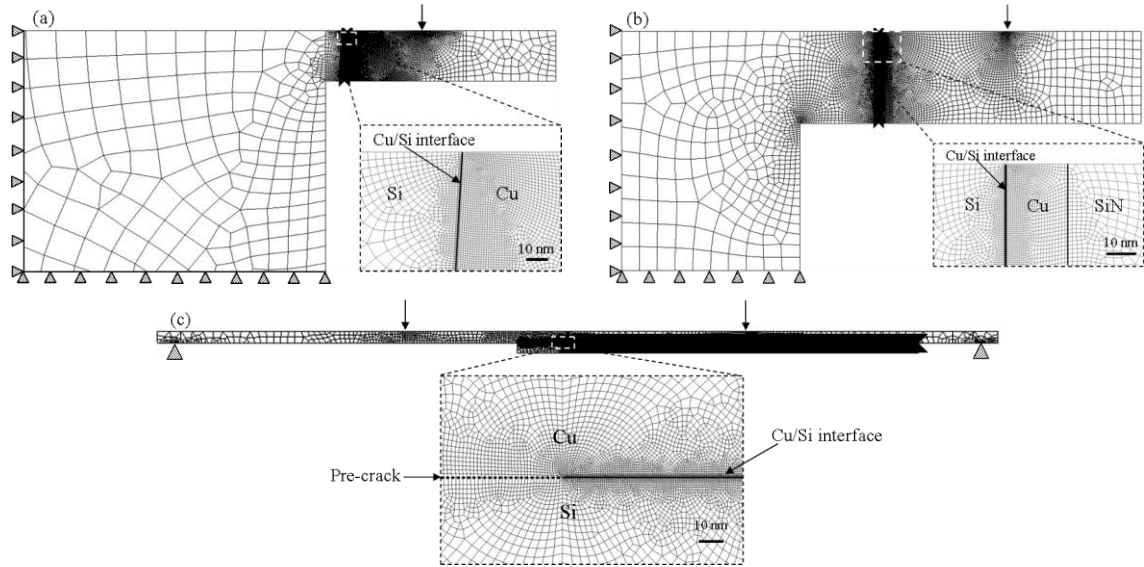 (a)
Cu/Si interface
Si
Cu
10 nm
(b)
Cu/Si interface
Si
Cu
SiN
10 nm
(c)
Cu
Cu/Si interface
Pre-crack
Si
10 nm